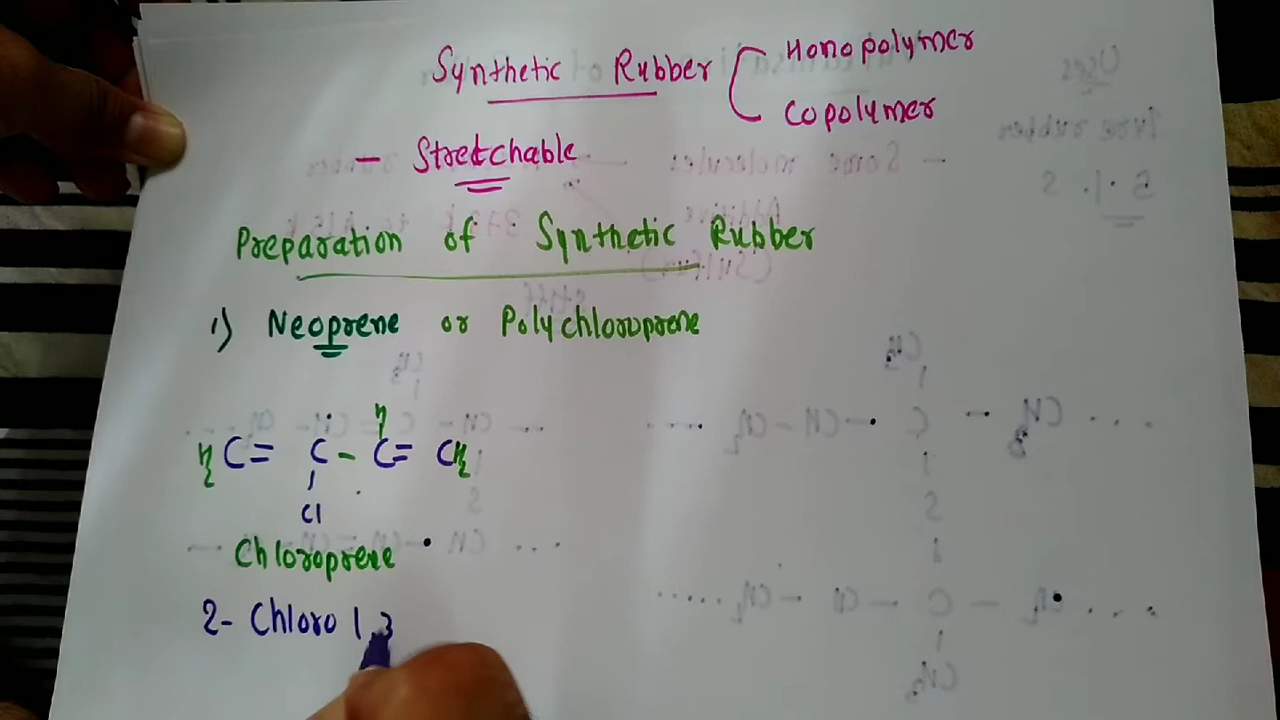 Synthetic Rubber
Homopolymer
Copolymer
- Stretchable
Preparation of Synthetic Rubber
1) Neoprene or Polychloroprene
H
H2C = C - C = CH2
Cl
Chloroprene
2- Chloro 1,3